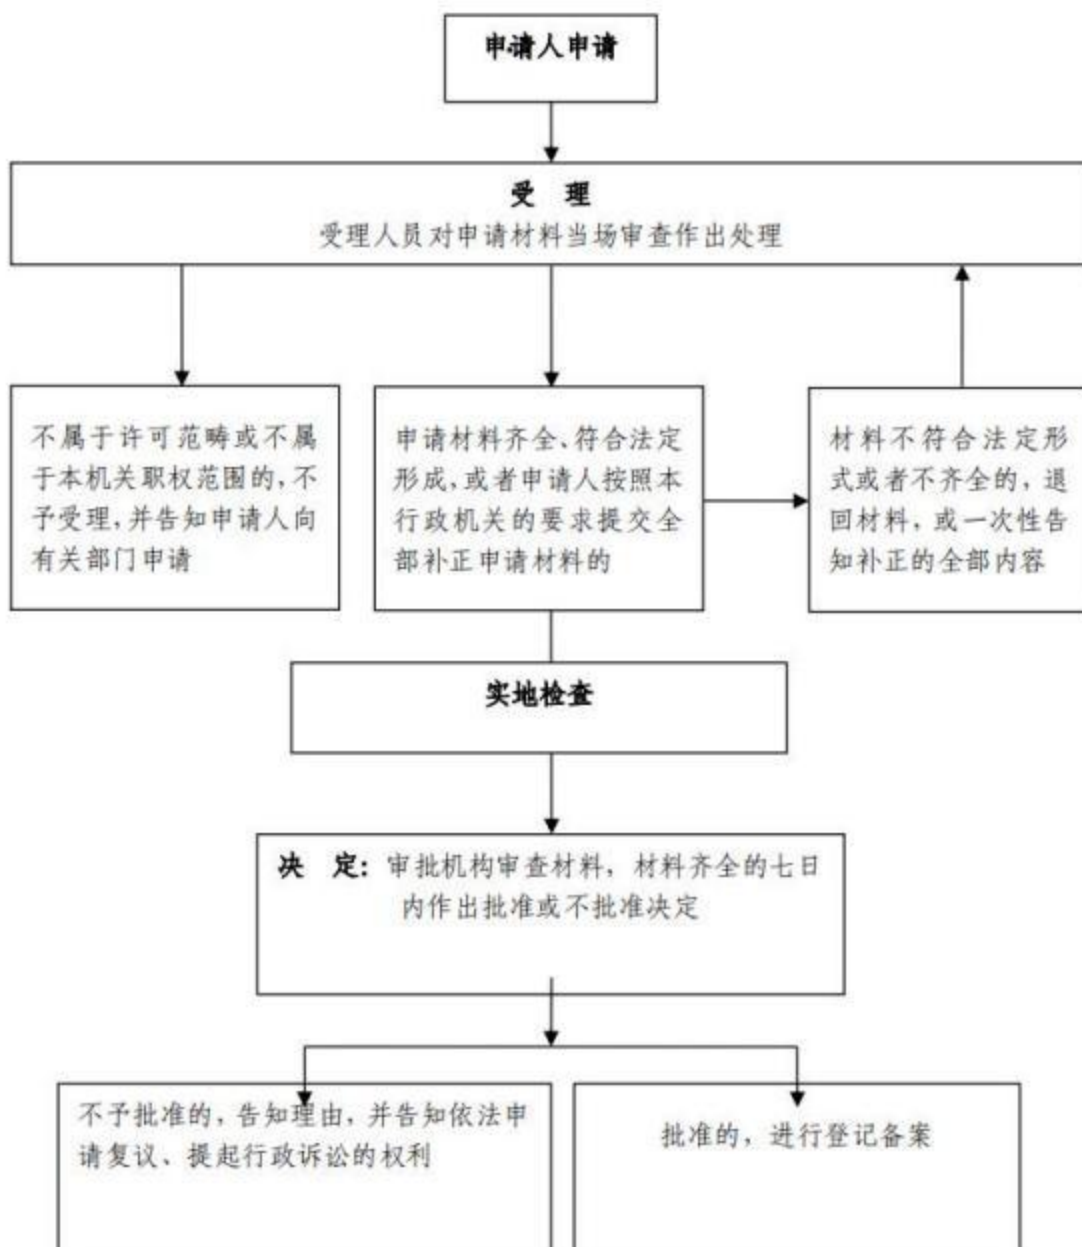 申请人申请
受 理
受理人员对申请材料当场审查作出处理
不属于许可范畴或不属
于本机关职权范围的,不
予受理,并告知申请人向
有关部门申请
申请材料齐全、符合法定
形成,或者申请人按照本
行政机关的要求提交全
部补正申请材料的
材料不符合法定形
式或者不齐全的，退
回材料，或一次性告
知补正的全部内容
实地检查
决 定：审批机构审查材料，材料齐全的七日
内作出批准或不批准决定
不予批准的，告知理由，并告知依法申
请复议、提起行政诉讼的权利
批准的，进行登记备案